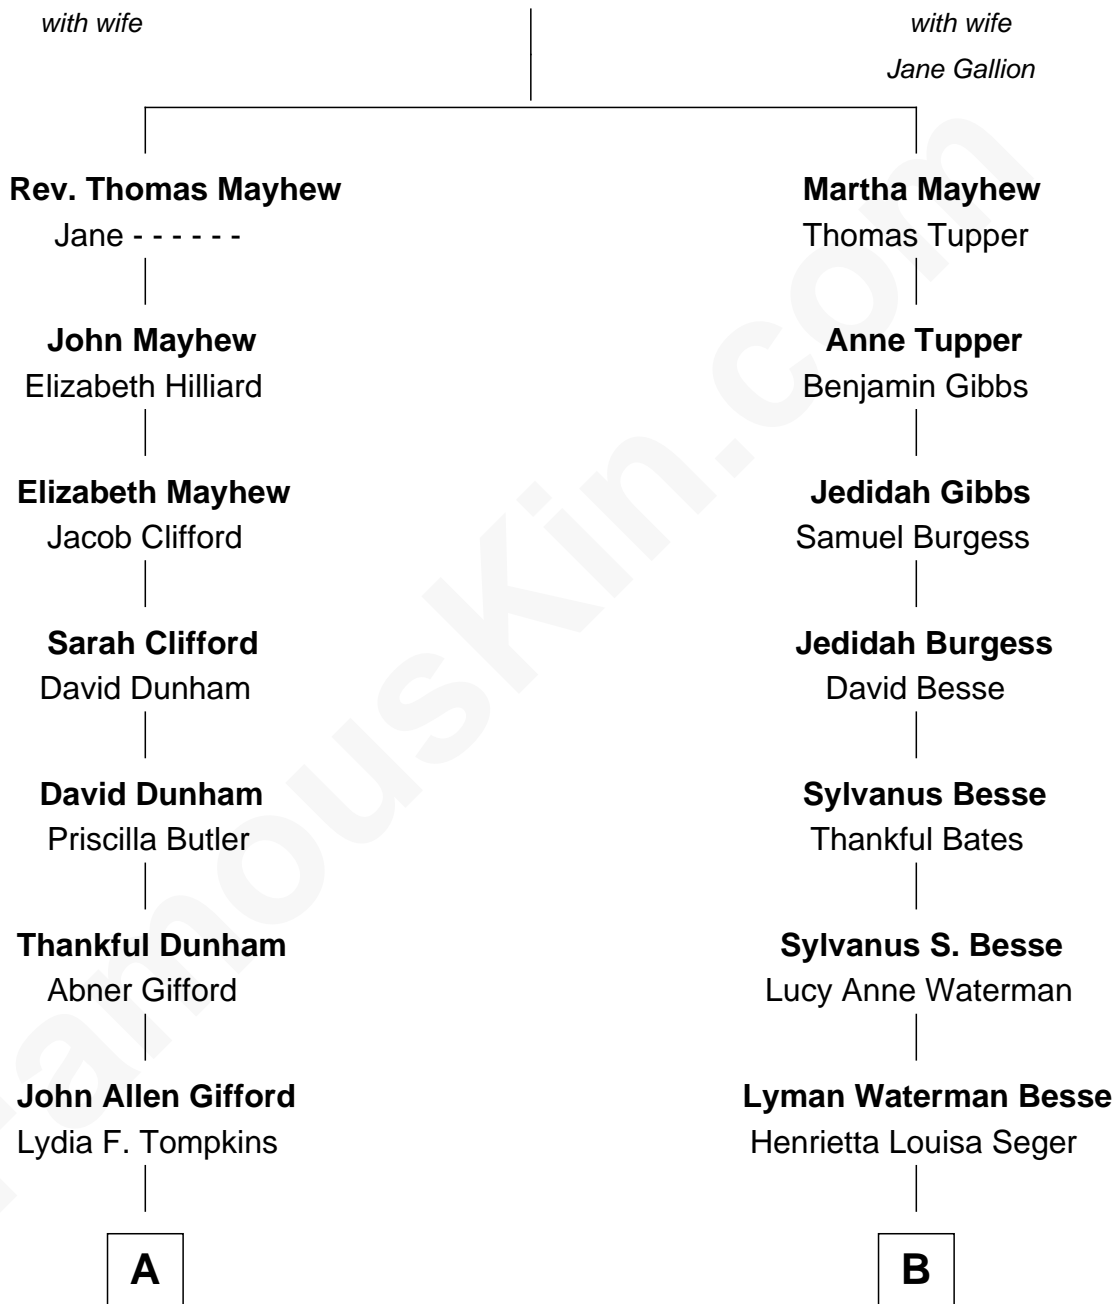 with wife
with wife
Jane Gallion
Rev. Thomas Mayhew
Jane - - - - - -
Martha Mayhew
Thomas Tupper
John Mayhew
Elizabeth Hilliard
Anne Tupper
Benjamin Gibbs
Elizabeth Mayhew
Jacob Clifford
Jedidah Gibbs
Samuel Burgess
Sarah Clifford
David Dunham
Jedidah Burgess
David Besse
David Dunham
Priscilla Butler
Sylvanus Besse
Thankful Bates
Thankful Dunham
Abner Gifford
Sylvanus S. Besse
Lucy Anne Waterman
John Allen Gifford
Lydia F. Tompkins
Lyman Waterman Besse
Henrietta Louisa Seger
A
B
FamousKin.com